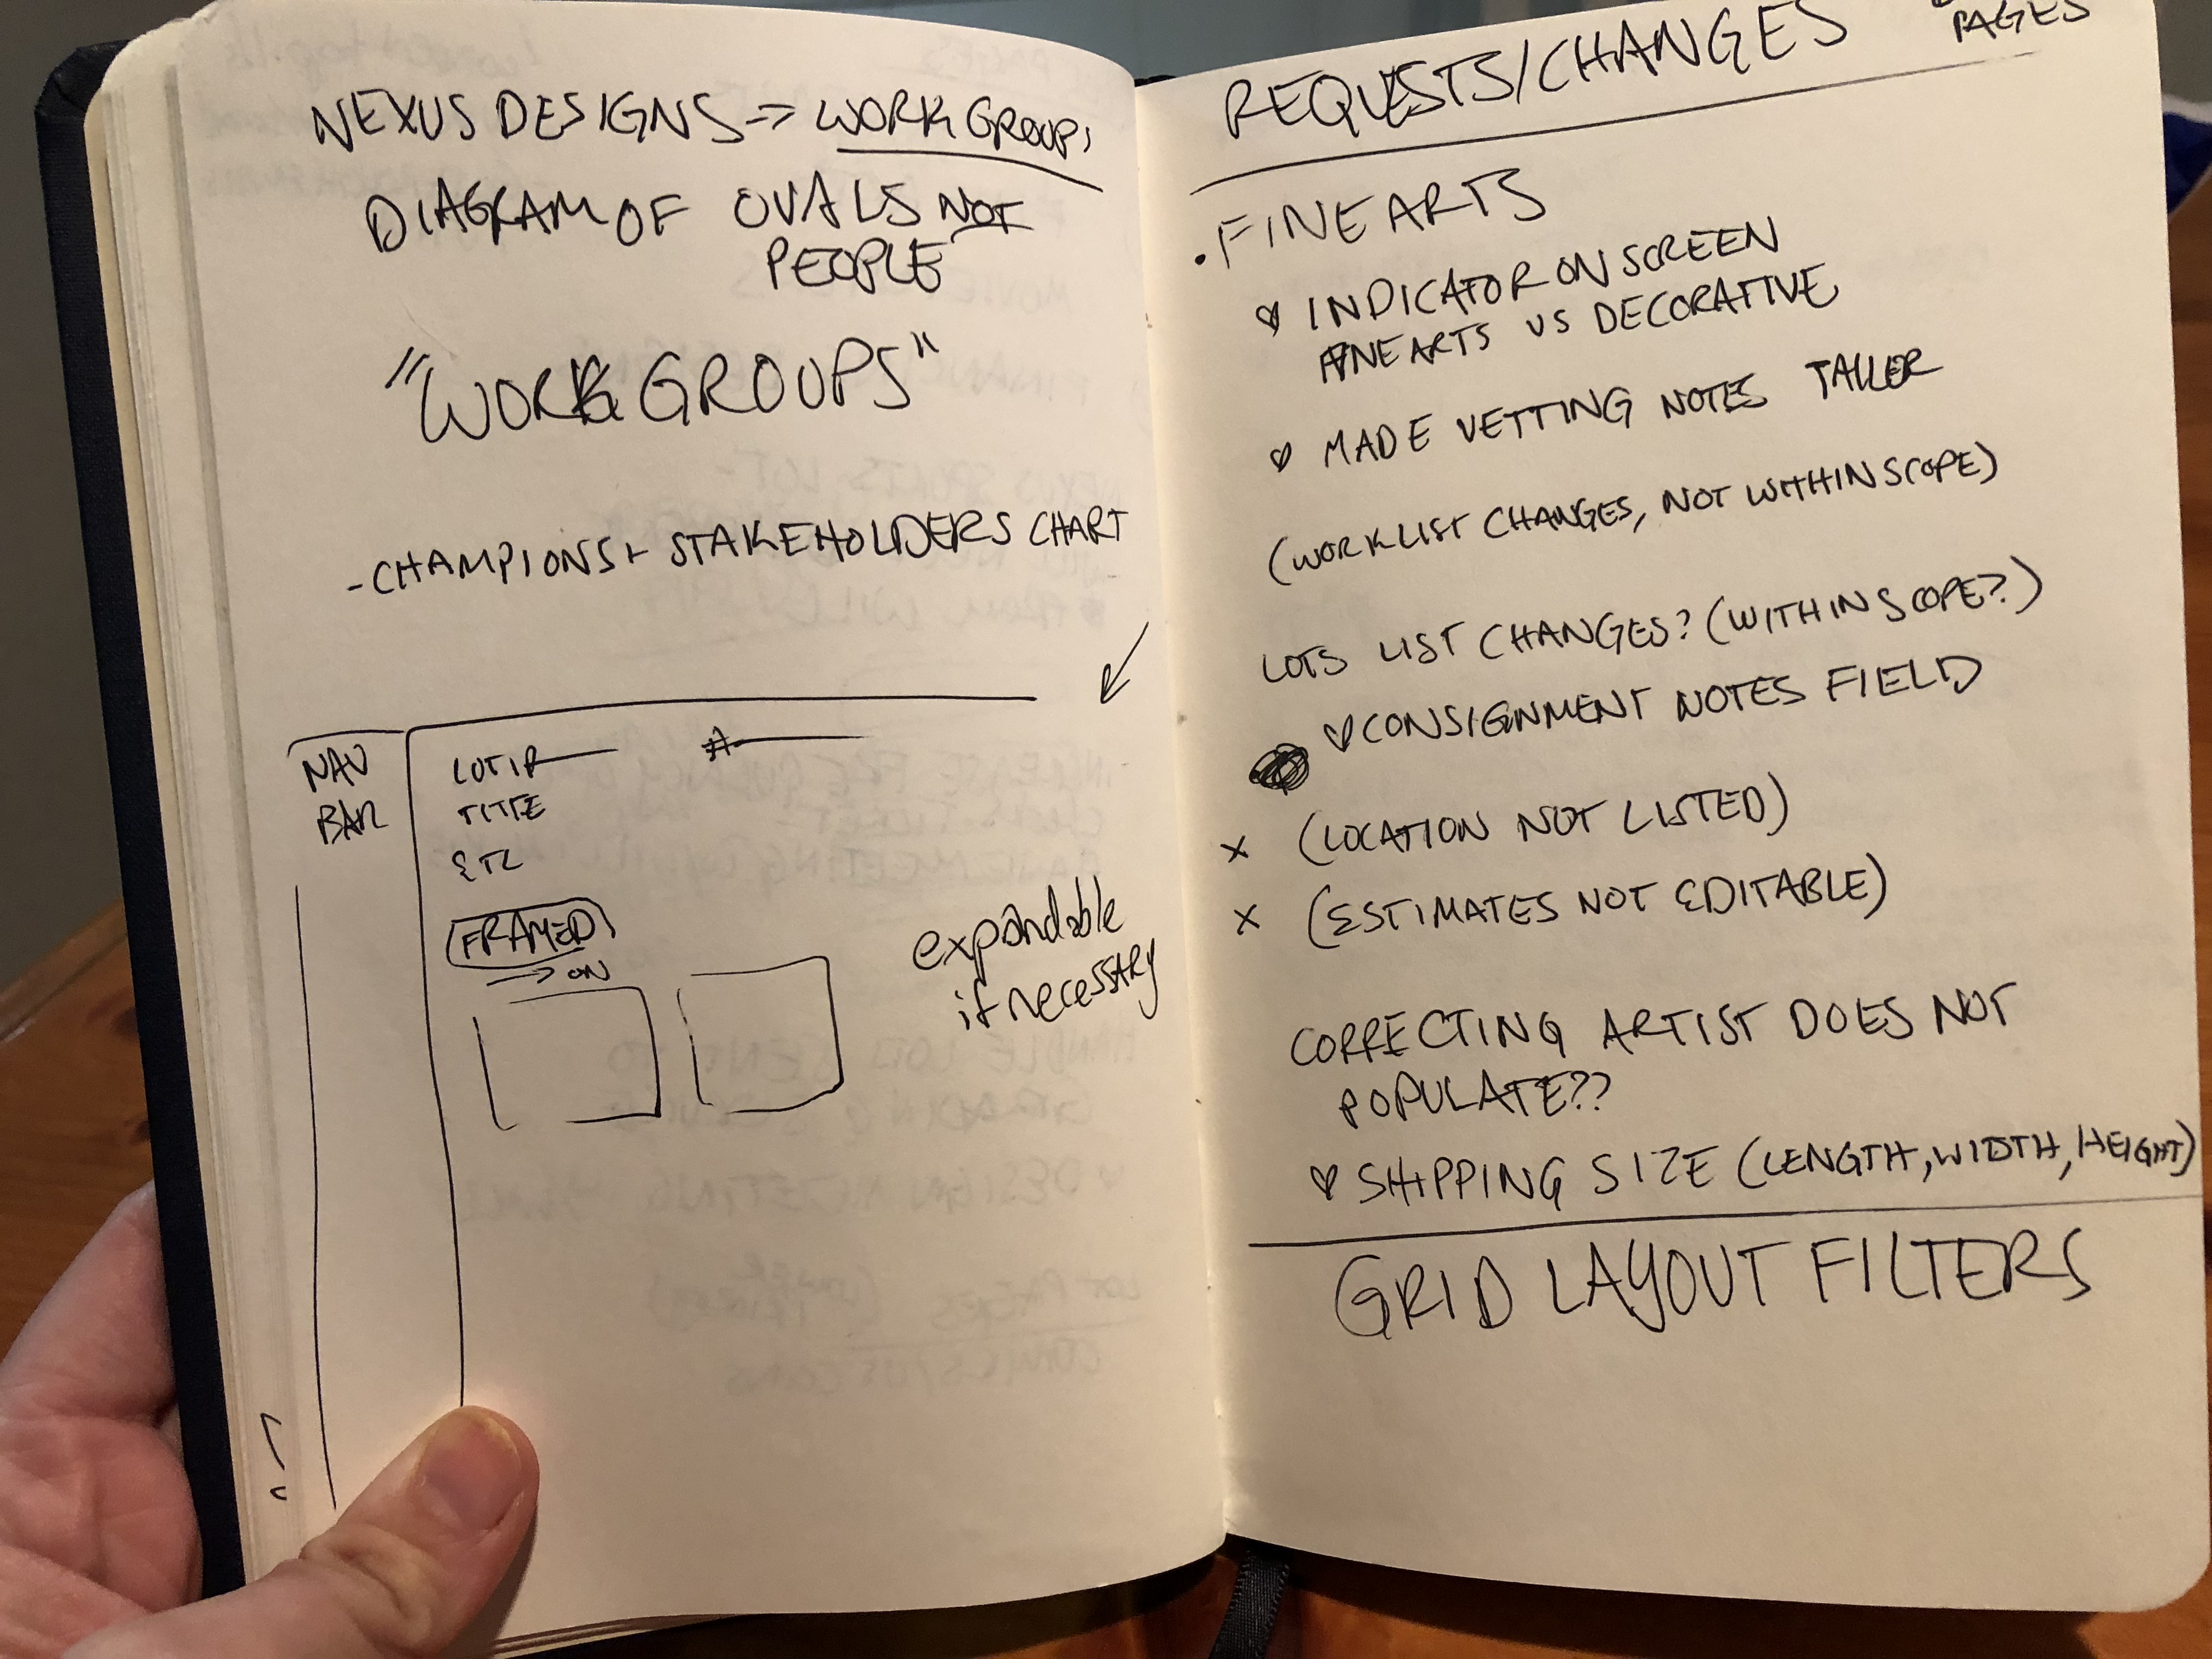 NEXUS DESIGNS -> WORK GROUPS
DIAGRAM OF OVALS NOT
PEOPLE
"WORK GROUPS"
- CHAMPIONS + STAKEHOLDERS CHART
NAV
BAR
LOT ID
#
TITLE
ETC
FRAMED
-> ON
expandable
if necessary
REQUESTS/CHANGES
PAGES
. FINE ARTS
♡ INDICATOR ON SCREEN
FINE ARTS VS DECORATIVE
♡ MADE VETTING NOTES TALLER
(WORKLIST CHANGES, NOT WITHIN SCOPE)
LOTS LIST CHANGES? (WITHIN SCOPE?)
♡ CONSIGNMENT NOTES FIELD
X (LOCATION NOT LISTED)
X (ESTIMATES NOT EDITABLE)
CORRECTING ARTIST DOES NOT
POPULATE??
♡ SHIPPING SIZE (LENGTH, WIDTH, HEIGHT)
GRID LAYOUT FILTERS